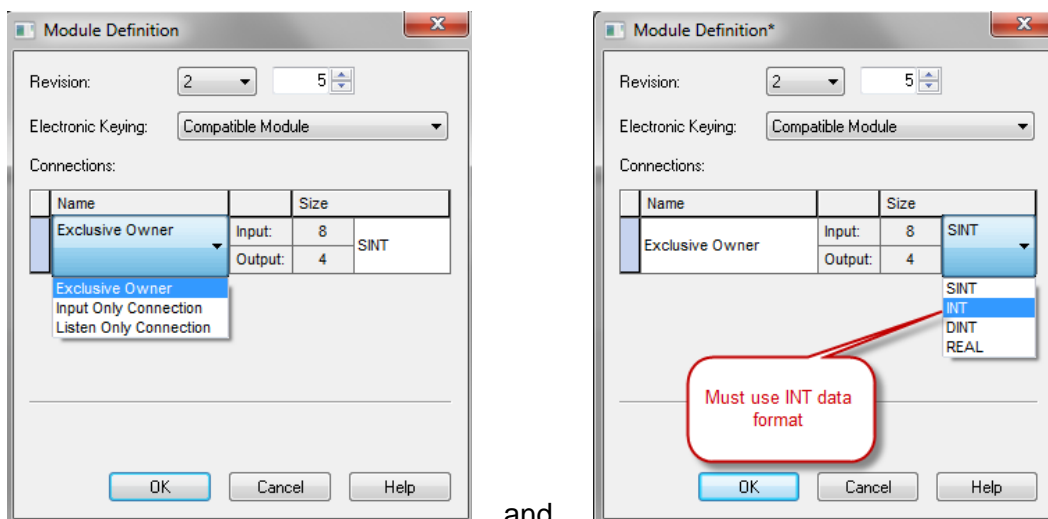 Module Definition
Revision: 2 5
Electronic Keying: Compatible Module
Connections:
Name Size
Exclusive Owner Input: 8 SINT
Output: 4
Exclusive Owner
Input Only Connection
Listen Only Connection
OK Cancel Help
and
Module Definition*
Revision: 2 5
Electronic Keying: Compatible Module
Connections:
Name Size
Exclusive Owner Input: 8 SINT
Output: 4
SINT
INT
DINT
REAL
Must use INT data
format
OK Cancel Help